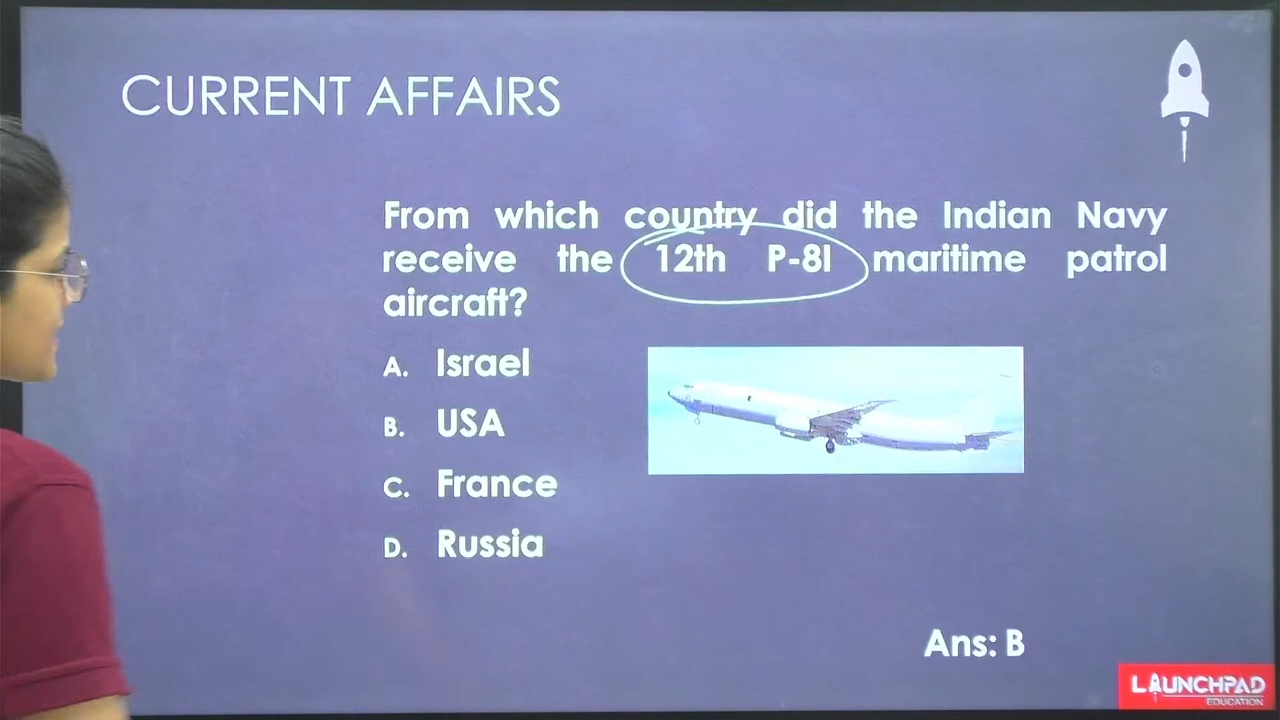 CURRENT AFFAIRS
From which country did the Indian Navy
receive the 12th P-8I maritime patrol
aircraft?
A. Israel
B. USA
C. France
D. Russia
Ans: B
LAUNCHPAD
EDUCATION